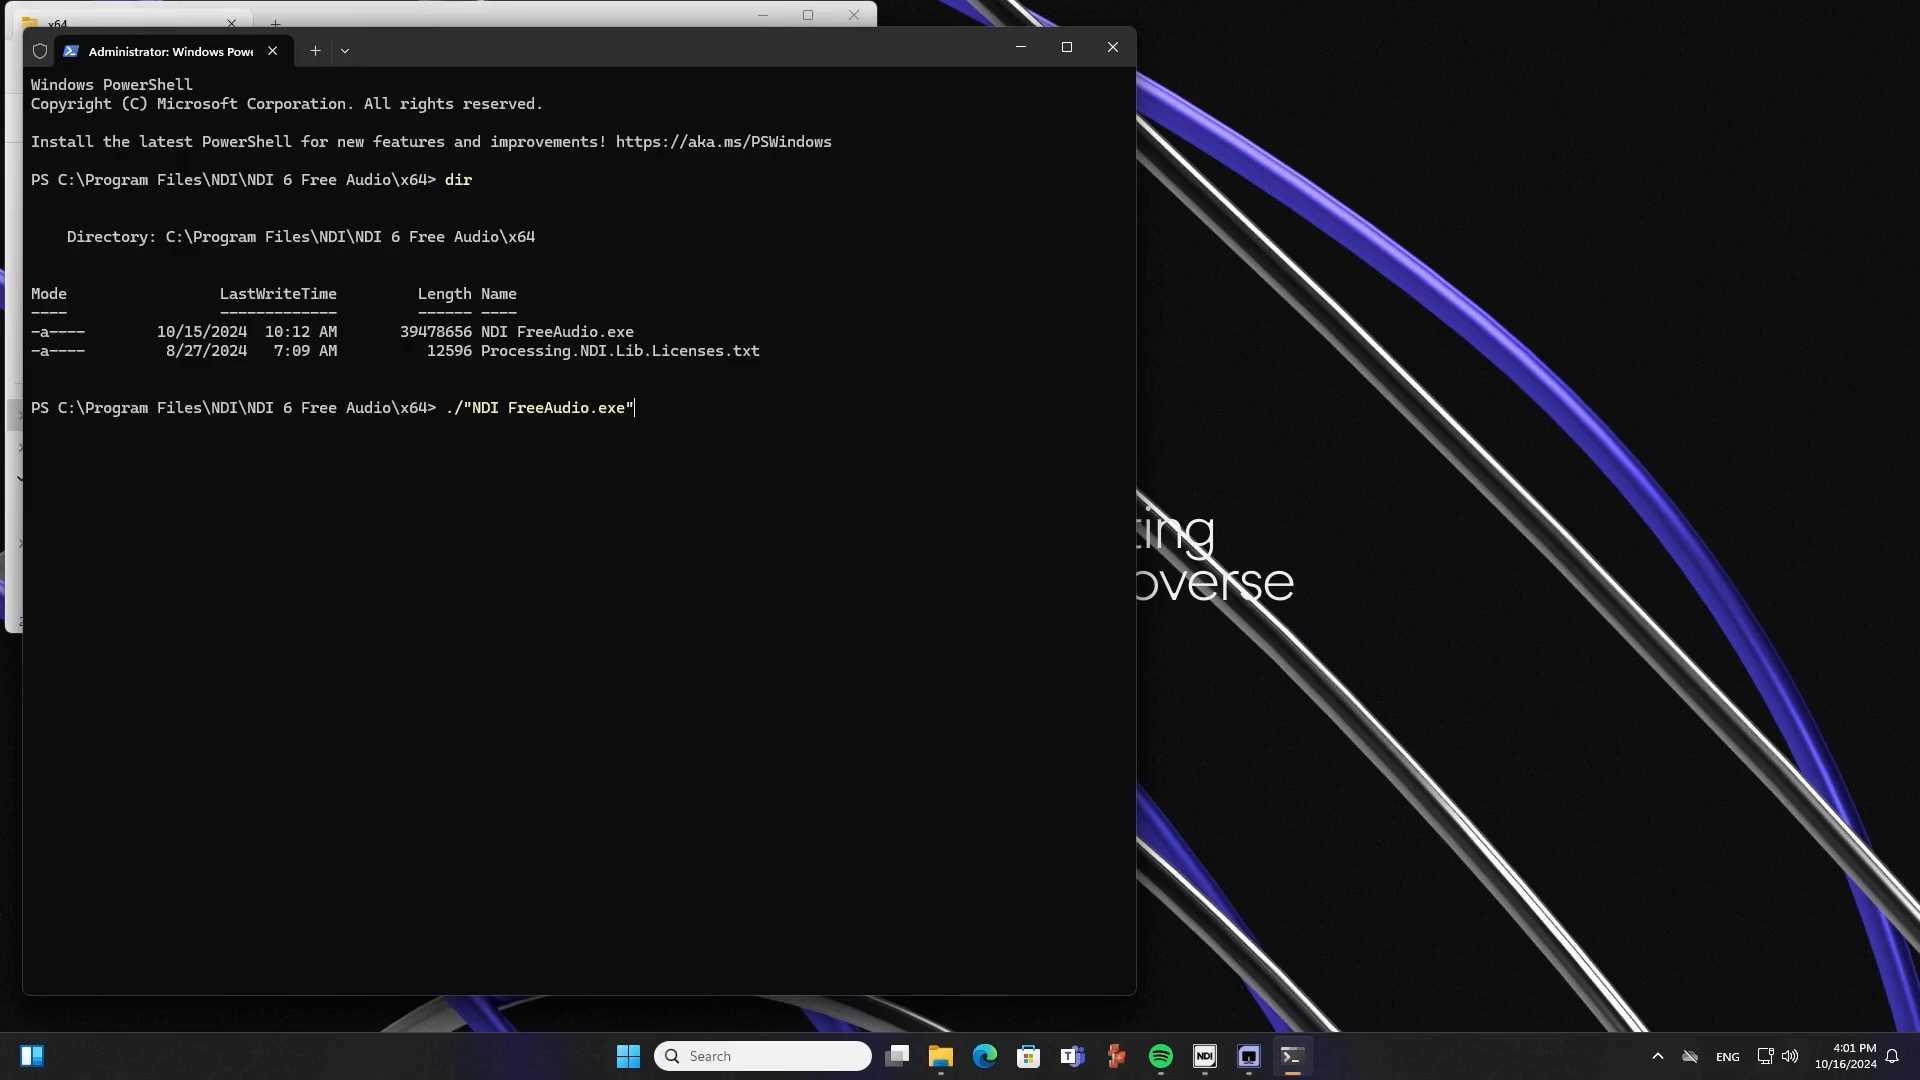 x64
Administrator: Windows Powe
Windows PowerShell
Copyright (C) Microsoft Corporation. All rights reserved.
Install the latest PowerShell for new features and improvements! https://aka.ms/PSWindows
PS C:\Program Files\NDI\NDI 6 Free Audio\x64> dir
Directory: C:\Program Files\NDI\NDI 6 Free Audio\x64
Mode LastWriteTime Length Name
---- ------------- ------ ----
-a---- 10/15/2024 10:12 AM 39478656 NDI FreeAudio.exe
-a---- 8/27/2024 7:09 AM 12596 Processing.NDI.Lib.Licenses.txt
PS C:\Program Files\NDI\NDI 6 Free Audio\x64> ./"NDI FreeAudio.exe"
ting
overse
Search
NDI
ENG
4:01 PM
10/16/2024